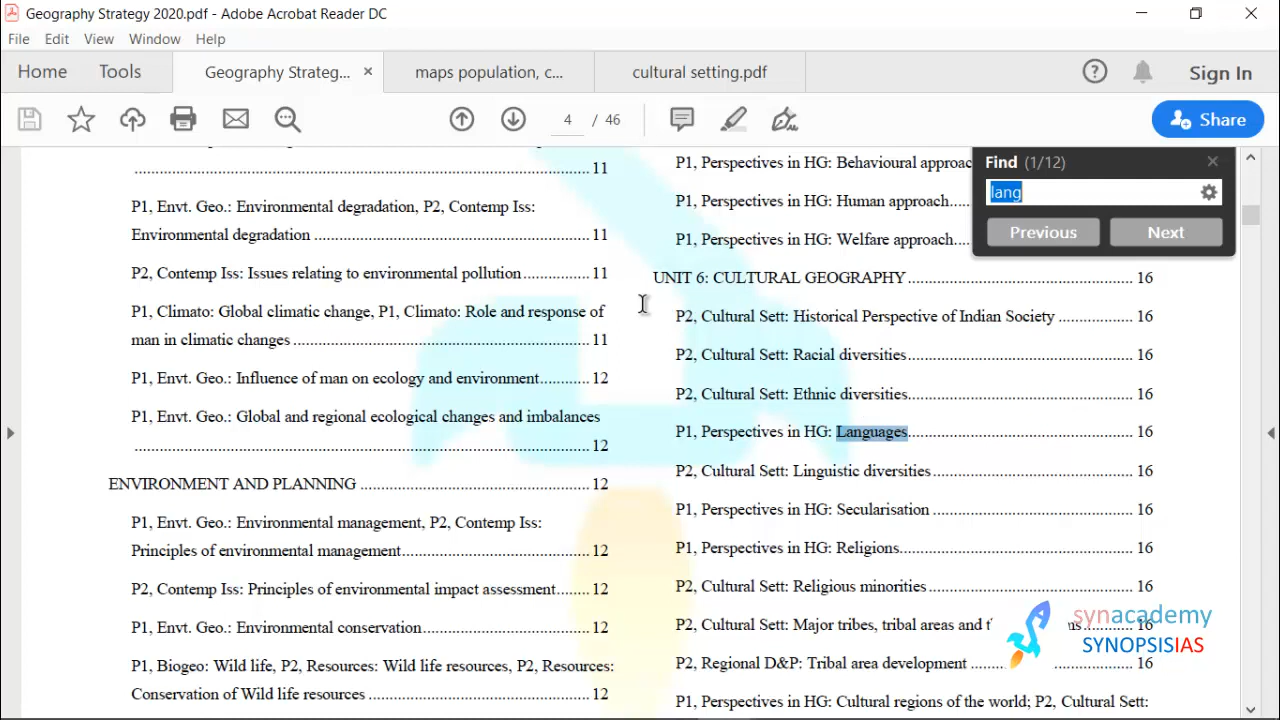 Geography Strategy 2020.pdf - Adobe Acrobat Reader DC
File Edit View Window Help
Home Tools Geography Strateg... × maps population, c... cultural setting.pdf Sign In
4 / 46 Share
Find (1/12)
lang
Previous Next
........ 11
P1, Envt. Geo.: Environmental degradation, P2, Contemp Iss:
Environmental degradation ........ 11
P2, Contemp Iss: Issues relating to environmental pollution ........ 11
P1, Climato: Global climatic change, P1, Climato: Role and response of
man in climatic changes ........ 11
P1, Envt. Geo.: Influence of man on ecology and environment ........ 12
P1, Envt. Geo.: Global and regional ecological changes and imbalances
........ 12
ENVIRONMENT AND PLANNING ........ 12
P1, Envt. Geo.: Environmental management, P2, Contemp Iss:
Principles of environmental management ........ 12
P2, Contemp Iss: Principles of environmental impact assessment ........ 12
P1, Envt. Geo.: Environmental conservation ........ 12
P1, Biogeo: Wild life, P2, Resources: Wild life resources, P2, Resources:
Conservation of Wild life resources ........ 12
P1, Perspectives in HG: Behavioural approac
P1, Perspectives in HG: Human approach....
P1, Perspectives in HG: Welfare approach....
UNIT 6: CULTURAL GEOGRAPHY ........ 16
P2, Cultural Sett: Historical Perspective of Indian Society ........ 16
P2, Cultural Sett: Racial diversities ........ 16
P2, Cultural Sett: Ethnic diversities ........ 16
P1, Perspectives in HG: Languages ........ 16
P2, Cultural Sett: Linguistic diversities ........ 16
P1, Perspectives in HG: Secularisation ........ 16
P1, Perspectives in HG: Religions ........ 16
P2, Cultural Sett: Religious minorities ........ 16
P2, Cultural Sett: Major tribes, tribal areas and t ........ 16
P2, Regional D&P: Tribal area development ........ 16
P1, Perspectives in HG: Cultural regions of the world; P2, Cultural Sett:
synacademy
SYNOPSISIAS